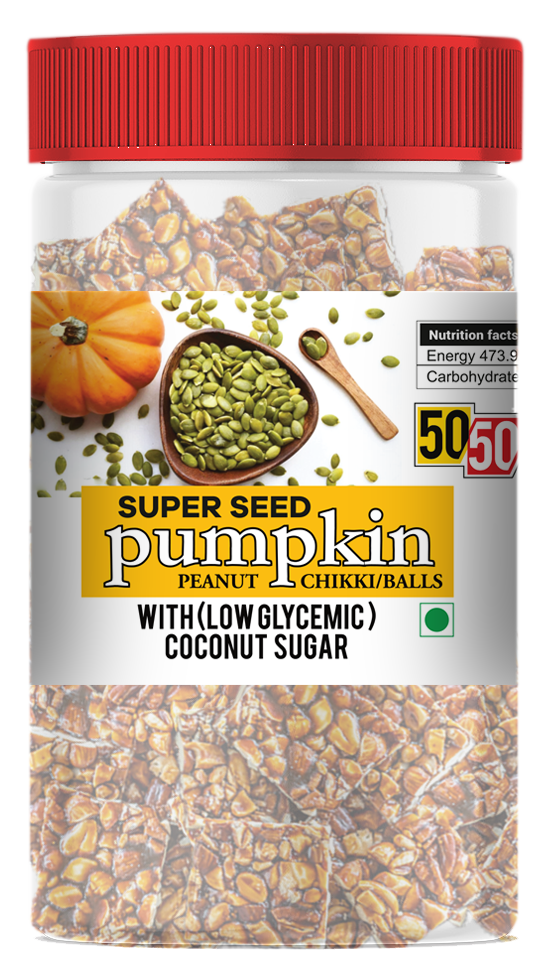 Nutrition facts
Energy 473.9
Carbohydrate
50
50
SUPER SEED
pumpkin
PEANUT CHIKKI/BALLS
WITH (LOW GLYCEMIC)
COCONUT SUGAR